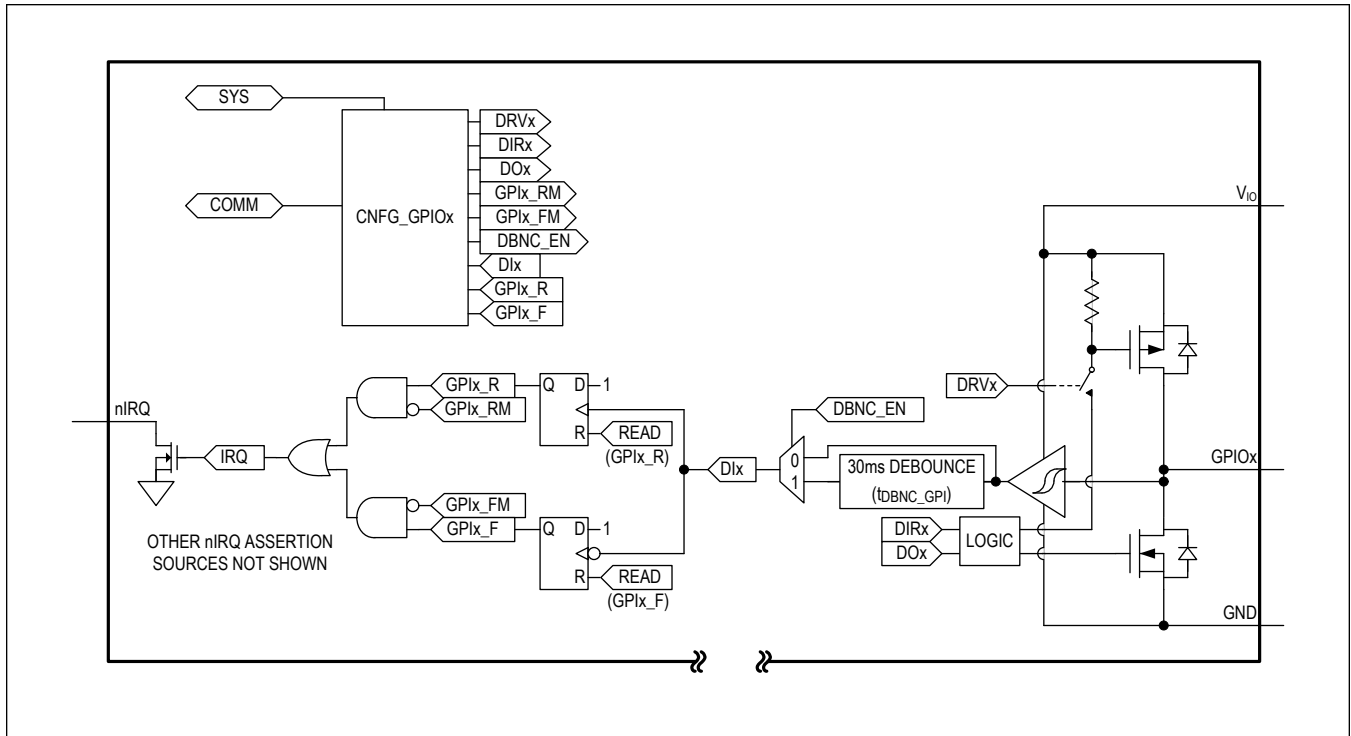 SYS
COMM
CNFG_GPIOx
DRVx
DIRx
DOx
GPIx_RM
GPIx_FM
DBNC_EN
DIx
GPIx_R
GPIx_F
VIO
nIRQ
IRQ
GPIx_R
GPIx_RM
Q
D
1
R
READ
(GPIx_R)
GPIx_FM
GPIx_F
Q
D
1
R
READ
(GPIx_F)
OTHER nIRQ ASSERTION
SOURCES NOT SHOWN
DIx
DBNC_EN
0
1
30ms DEBOUNCE
(tDBNC_GPI)
DRVx
DIRx
DOx
LOGIC
GPIOx
GND